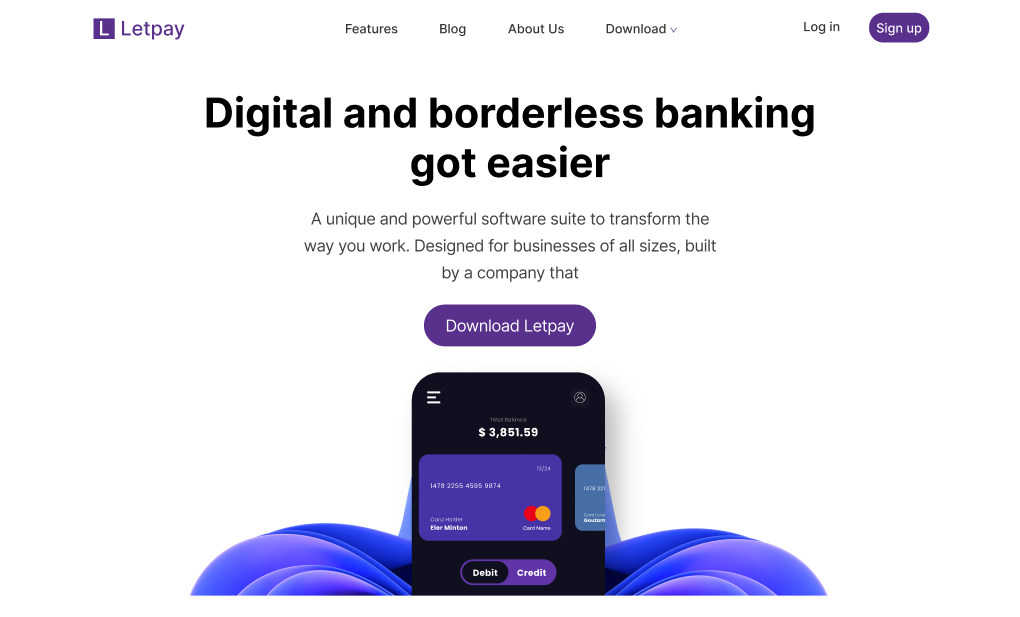 L Letpay
Features Blog About Us Download
Log in
Sign up
Digital and borderless banking
got easier
A unique and powerful software suite to transform the
way you work. Designed for businesses of all sizes, built
by a company that
Download Letpay
Total Balance
$ 3,851.59
12/24
1478 2255 4595 9874
Card Holder
Eler Minton
Card Name
1478 225
Card Hold
Goutam
Debit Credit